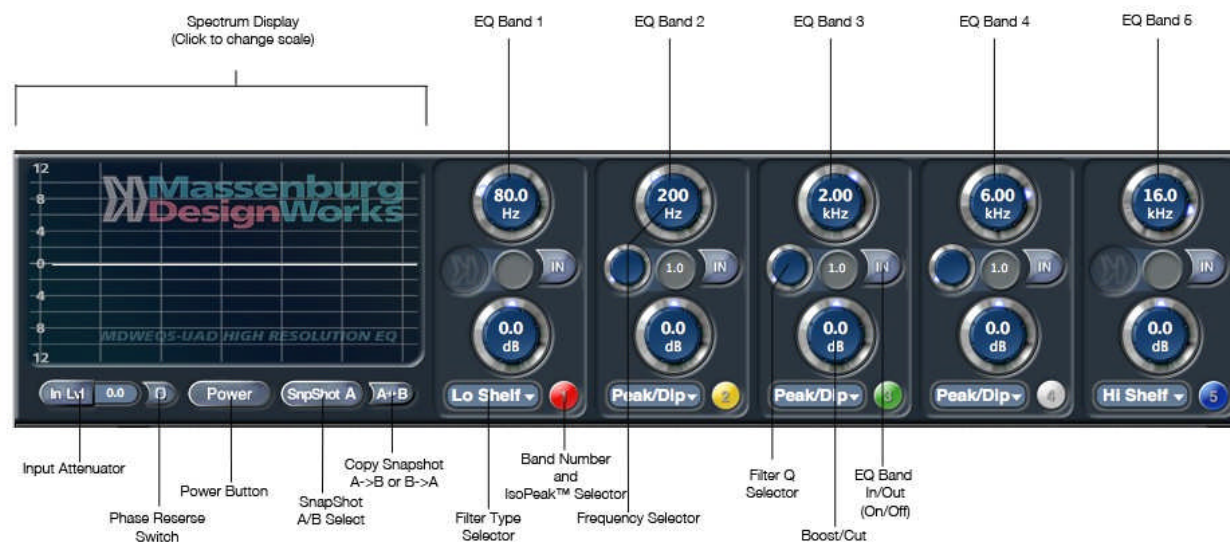 Spectrum Display
(Click to change scale)
EQ Band 1
EQ Band 2
EQ Band 3
EQ Band 4
EQ Band 5
12
8
4
0
4
8
12
Massenburg
DesignWorks
MDWEQ5-UAD HIGH RESOLUTION EQ
80.0
Hz
IN
0.0
dB
200
Hz
1.0
IN
0.0
dB
2.00
kHz
1.0
IN
0.0
dB
6.00
kHz
1.0
IN
0.0
dB
16.0
kHz
IN
0.0
dB
In Lvl
0.0
Power
SnpShot A
A->B
Lo Shelf
1
Peak/Dip
2
Peak/Dip
3
Peak/Dip
4
Hi Shelf
5
Input Attenuator
Phase Reserse
Switch
Power Button
SnapShot
A/B Select
Copy Snapshot
A->B or B->A
Filter Type
Selector
Band Number
and
IsoPeak™ Selector
Frequency Selector
Filter Q
Selector
Boost/Cut
EQ Band
In/Out
(On/Off)